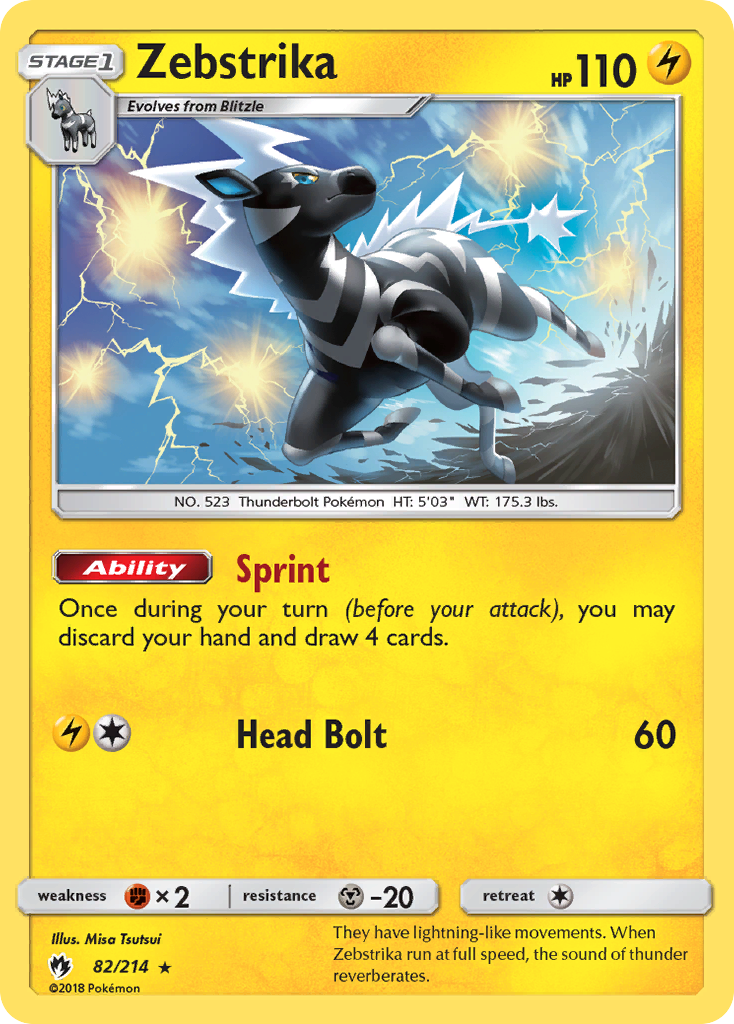 STAGE1
Zebstrika
HP 110
Evolves from Blitzle
NO. 523 Thunderbolt Pokémon HT: 5'03" WT: 175.3 lbs.
Ability Sprint
Once during your turn (before your attack), you may
discard your hand and draw 4 cards.
Head Bolt 60
weakness ×2 resistance -20 retreat
Illus. Misa Tsutsui
82/214 ★
©2018 Pokémon
They have lightning-like movements. When
Zebstrika run at full speed, the sound of thunder
reverberates.